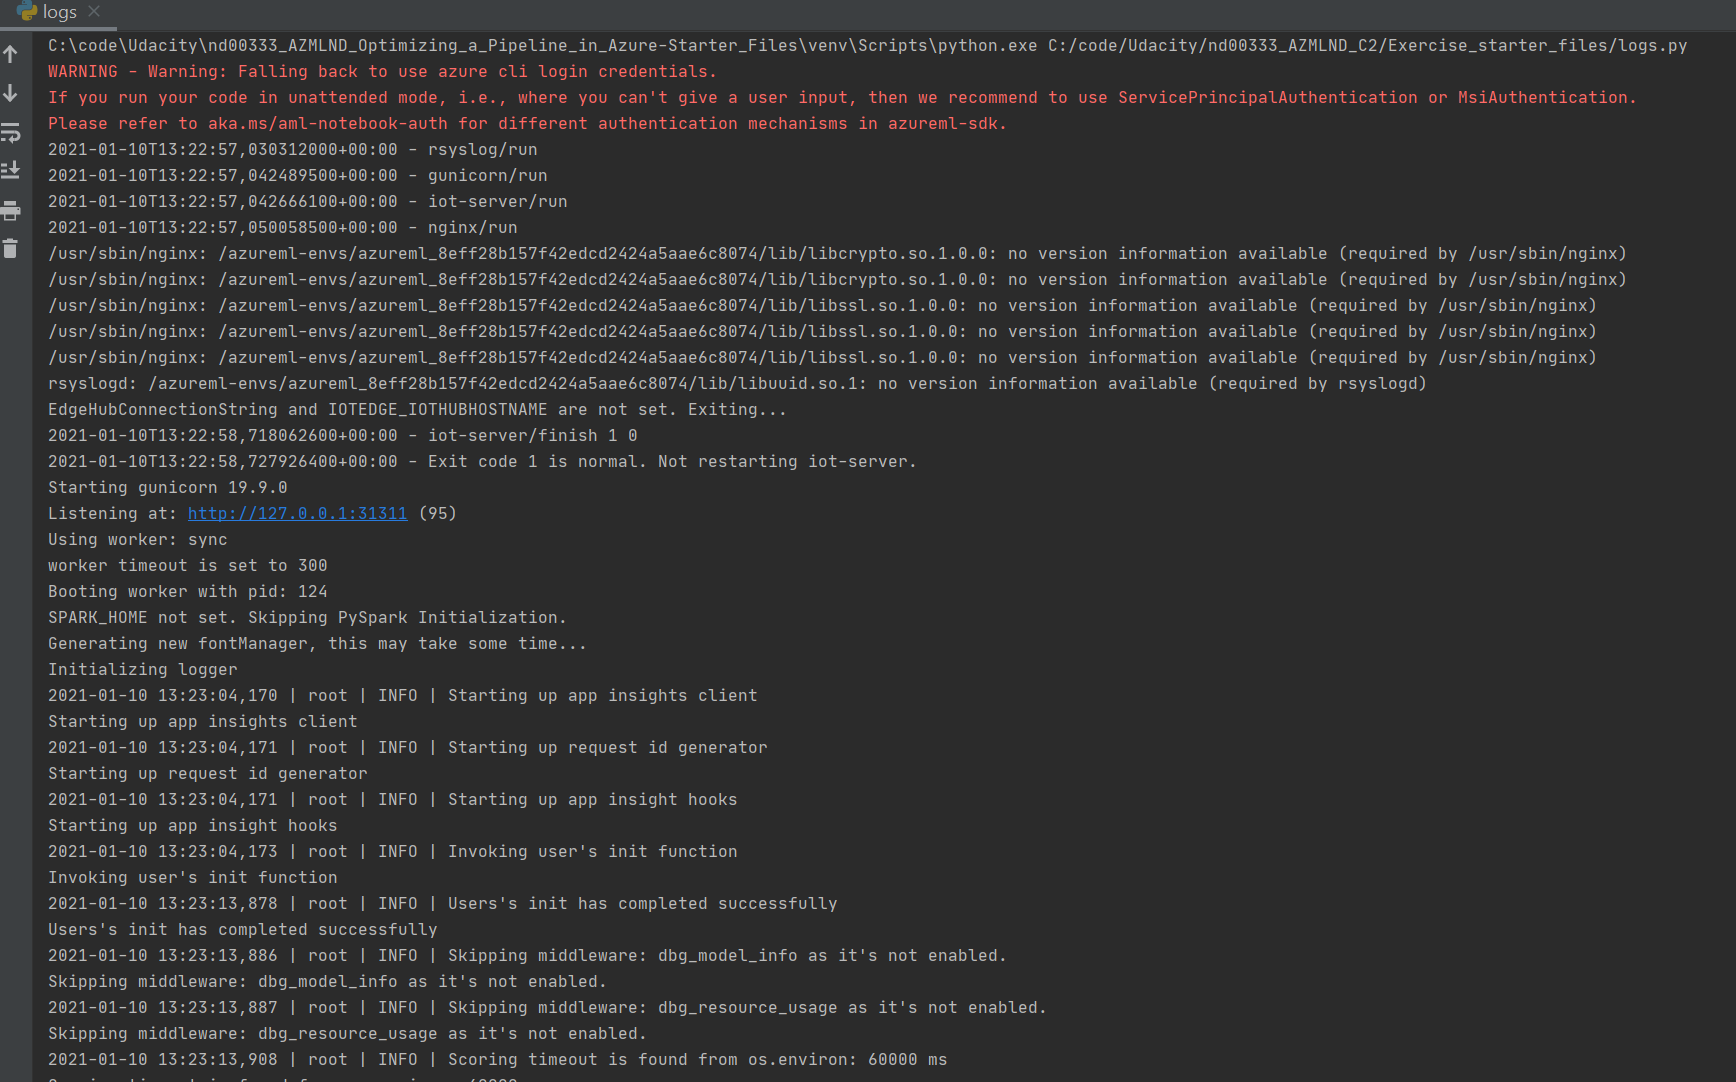 logs
C:\code\Udacity\nd00333_AZMLND_Optimizing_a_Pipeline_in_Azure-Starter_Files\venv\Scripts\python.exe C:/code/Udacity/nd00333_AZMLND_C2/Exercise_starter_files/logs.py
WARNING - Warning: Falling back to use azure cli login credentials.
If you run your code in unattended mode, i.e., where you can't give a user input, then we recommend to use ServicePrincipalAuthentication or MsiAuthentication.
Please refer to aka.ms/aml-notebook-auth for different authentication mechanisms in azureml-sdk.
2021-01-10T13:22:57,030312000+00:00 - rsyslog/run
2021-01-10T13:22:57,042489500+00:00 - gunicorn/run
2021-01-10T13:22:57,042666100+00:00 - iot-server/run
2021-01-10T13:22:57,050058500+00:00 - nginx/run
/usr/sbin/nginx: /azureml-envs/azureml_8eff28b157f42edcd2424a5aae6c8074/lib/libcrypto.so.1.0.0: no version information available (required by /usr/sbin/nginx)
/usr/sbin/nginx: /azureml-envs/azureml_8eff28b157f42edcd2424a5aae6c8074/lib/libcrypto.so.1.0.0: no version information available (required by /usr/sbin/nginx)
/usr/sbin/nginx: /azureml-envs/azureml_8eff28b157f42edcd2424a5aae6c8074/lib/libssl.so.1.0.0: no version information available (required by /usr/sbin/nginx)
/usr/sbin/nginx: /azureml-envs/azureml_8eff28b157f42edcd2424a5aae6c8074/lib/libssl.so.1.0.0: no version information available (required by /usr/sbin/nginx)
/usr/sbin/nginx: /azureml-envs/azureml_8eff28b157f42edcd2424a5aae6c8074/lib/libssl.so.1.0.0: no version information available (required by /usr/sbin/nginx)
rsyslogd: /azureml-envs/azureml_8eff28b157f42edcd2424a5aae6c8074/lib/libuuid.so.1: no version information available (required by rsyslogd)
EdgeHubConnectionString and IOTEDGE_IOTHUBHOSTNAME are not set. Exiting...
2021-01-10T13:22:58,718062600+00:00 - iot-server/finish 1 0
2021-01-10T13:22:58,727926400+00:00 - Exit code 1 is normal. Not restarting iot-server.
Starting gunicorn 19.9.0
Listening at: http://127.0.0.1:31311 (95)
Using worker: sync
worker timeout is set to 300
Booting worker with pid: 124
SPARK_HOME not set. Skipping PySpark Initialization.
Generating new fontManager, this may take some time...
Initializing logger
2021-01-10 13:23:04,170 | root | INFO | Starting up app insights client
Starting up app insights client
2021-01-10 13:23:04,171 | root | INFO | Starting up request id generator
Starting up request id generator
2021-01-10 13:23:04,171 | root | INFO | Starting up app insight hooks
Starting up app insight hooks
2021-01-10 13:23:04,173 | root | INFO | Invoking user's init function
Invoking user's init function
2021-01-10 13:23:13,878 | root | INFO | Users's init has completed successfully
Users's init has completed successfully
2021-01-10 13:23:13,886 | root | INFO | Skipping middleware: dbg_model_info as it's not enabled.
Skipping middleware: dbg_model_info as it's not enabled.
2021-01-10 13:23:13,887 | root | INFO | Skipping middleware: dbg_resource_usage as it's not enabled.
Skipping middleware: dbg_resource_usage as it's not enabled.
2021-01-10 13:23:13,908 | root | INFO | Scoring timeout is found from os.environ: 60000 ms